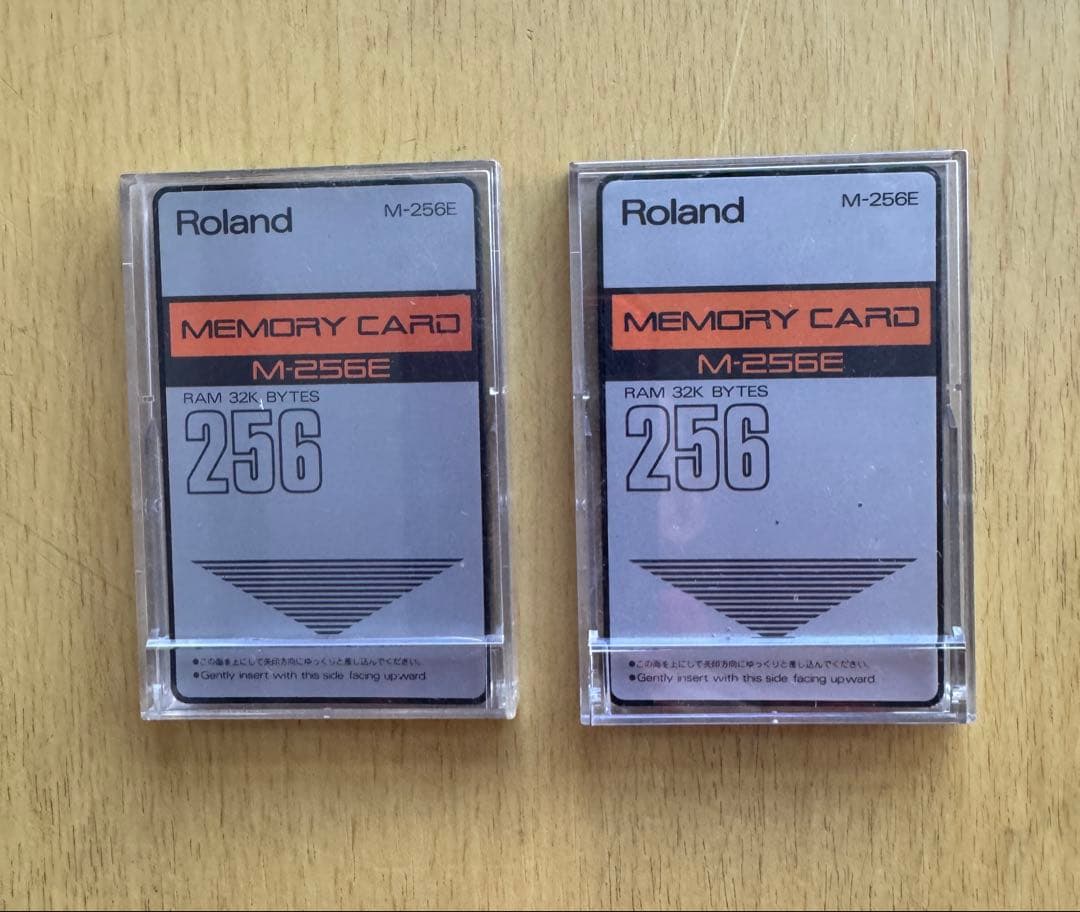 Roland
M-256E
MEMORY CARD
M-256E
RAM 32K BYTES
256
●この面を上にして矢印方向にゆっくりと差し込んでください。
●Gently insert with this side facing upward.
Roland
M-256E
MEMORY CARD
M-256E
RAM 32K BYTES
256
●この面を上にして矢印方向にゆっくりと差し込んでください。
●Gently insert with this side facing upward.